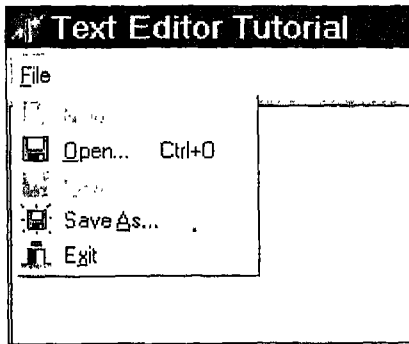 Text Editor Tutorial
File
Open... Ctrl+O
Save As...
Exit